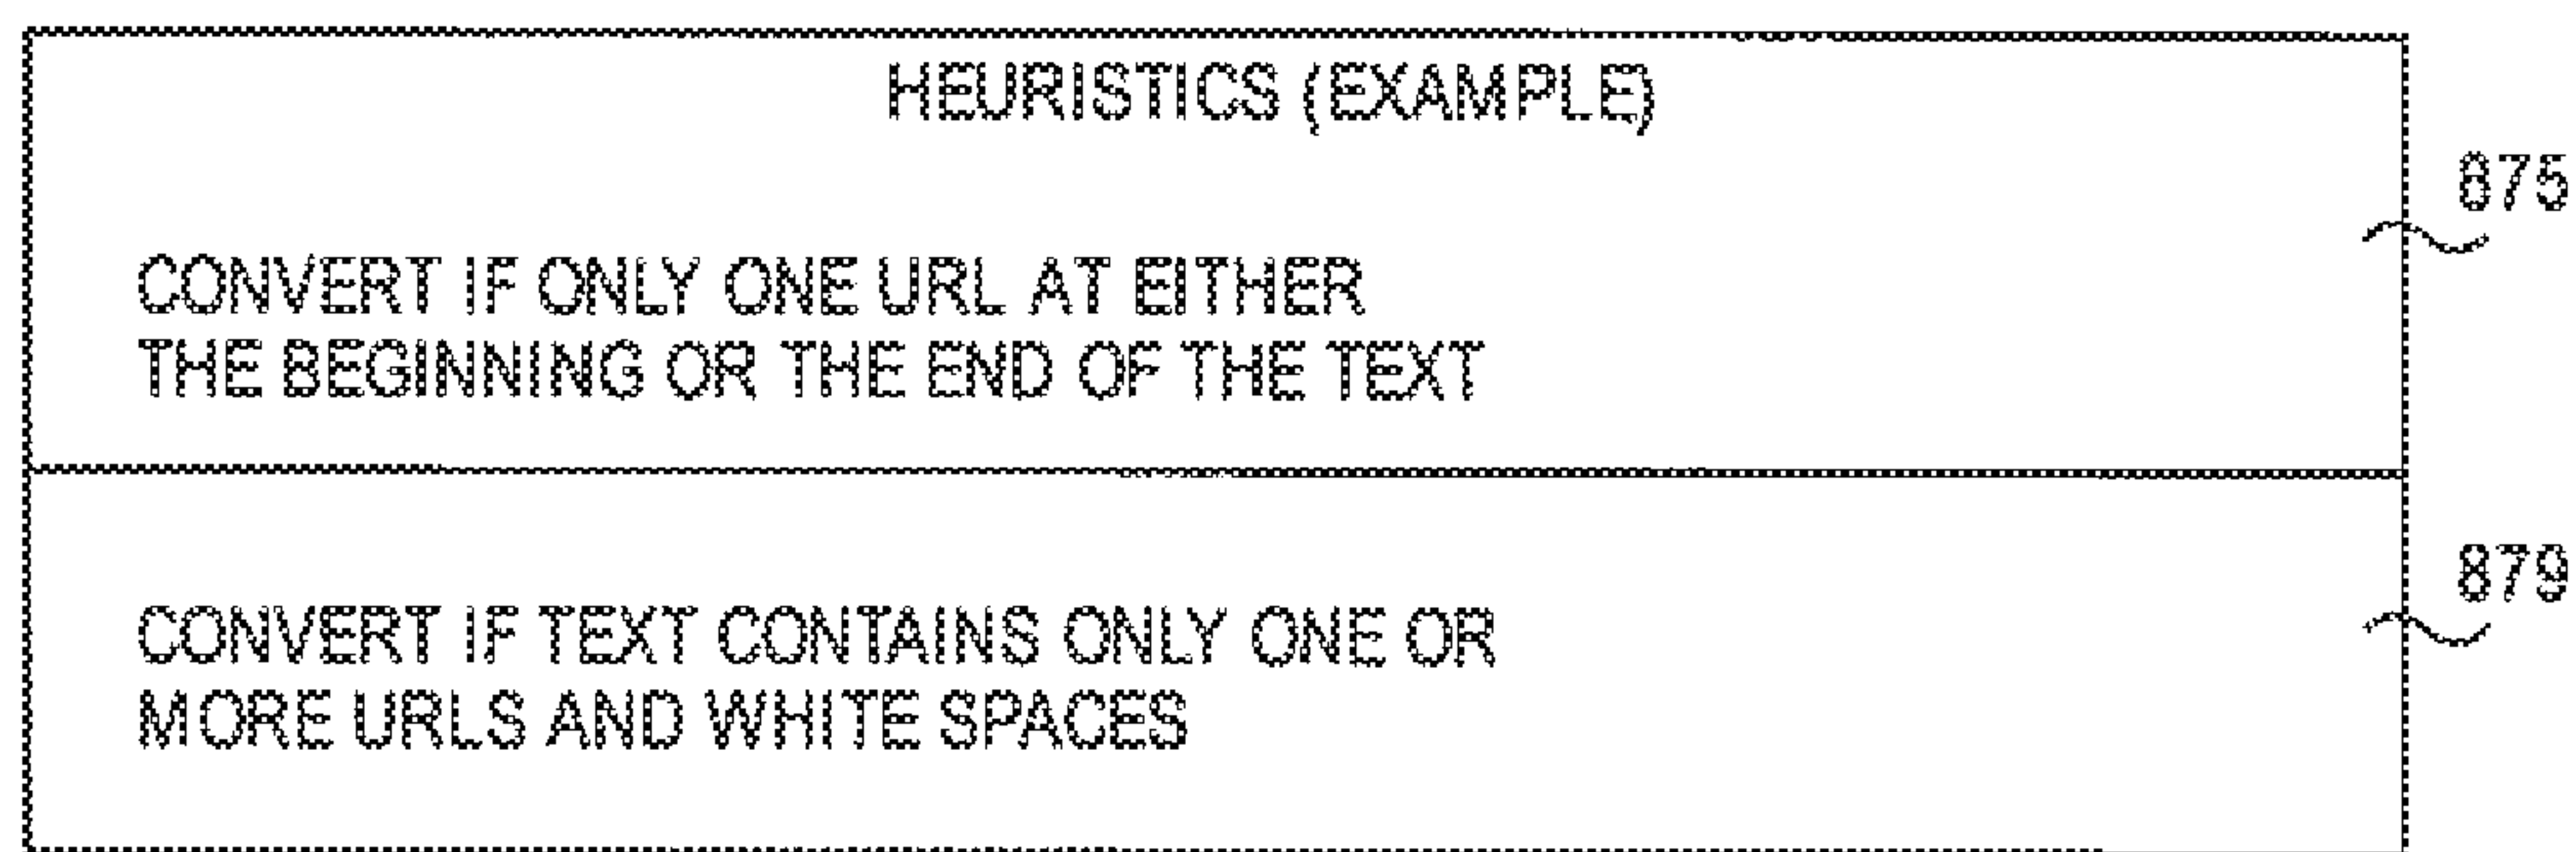 HEURISTICS (EXAMPLE)
875
CONVERT IF ONLY ONE URL AT EITHER
THE BEGINNING OR THE END OF THE TEXT
879
CONVERT IF TEXT CONTAINS ONLY ONE OR
MORE URLS AND WHITE SPACES